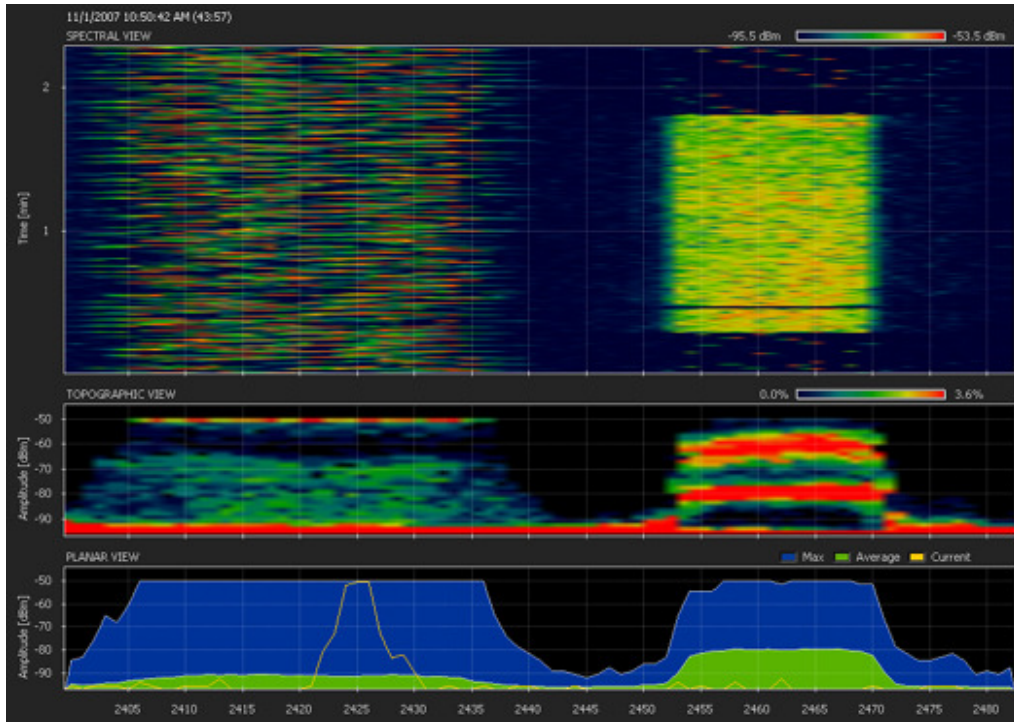 11/1/2007 10:50:42 AM (43:57)
SPECTRAL VIEW -95.5 dBm -53.5 dBm
2
Time [min]
1
TOPOGRAPHIC VIEW 0.0% 3.6%
-50
-60
Amplitude [dBm]
-70
-80
-90
PLANAR VIEW Max Average Current
-50
-60
Amplitude [dBm]
-70
-80
-90
2405 2410 2415 2420 2425 2430 2435 2440 2445 2450 2455 2460 2465 2470 2475 2480